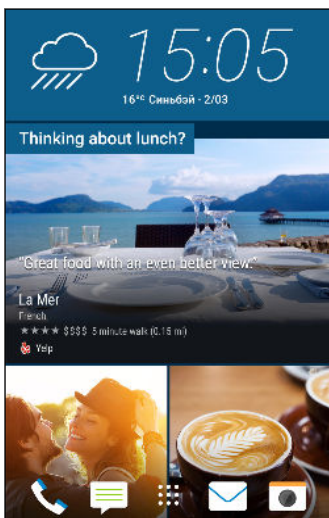 15:05
16°C Синьбэй - 2/03
Thinking about lunch?
"Great food with an even better view."
La Mer
French
★★★★ $$$$ 5 minute walk (0.16 mi)
Yelp